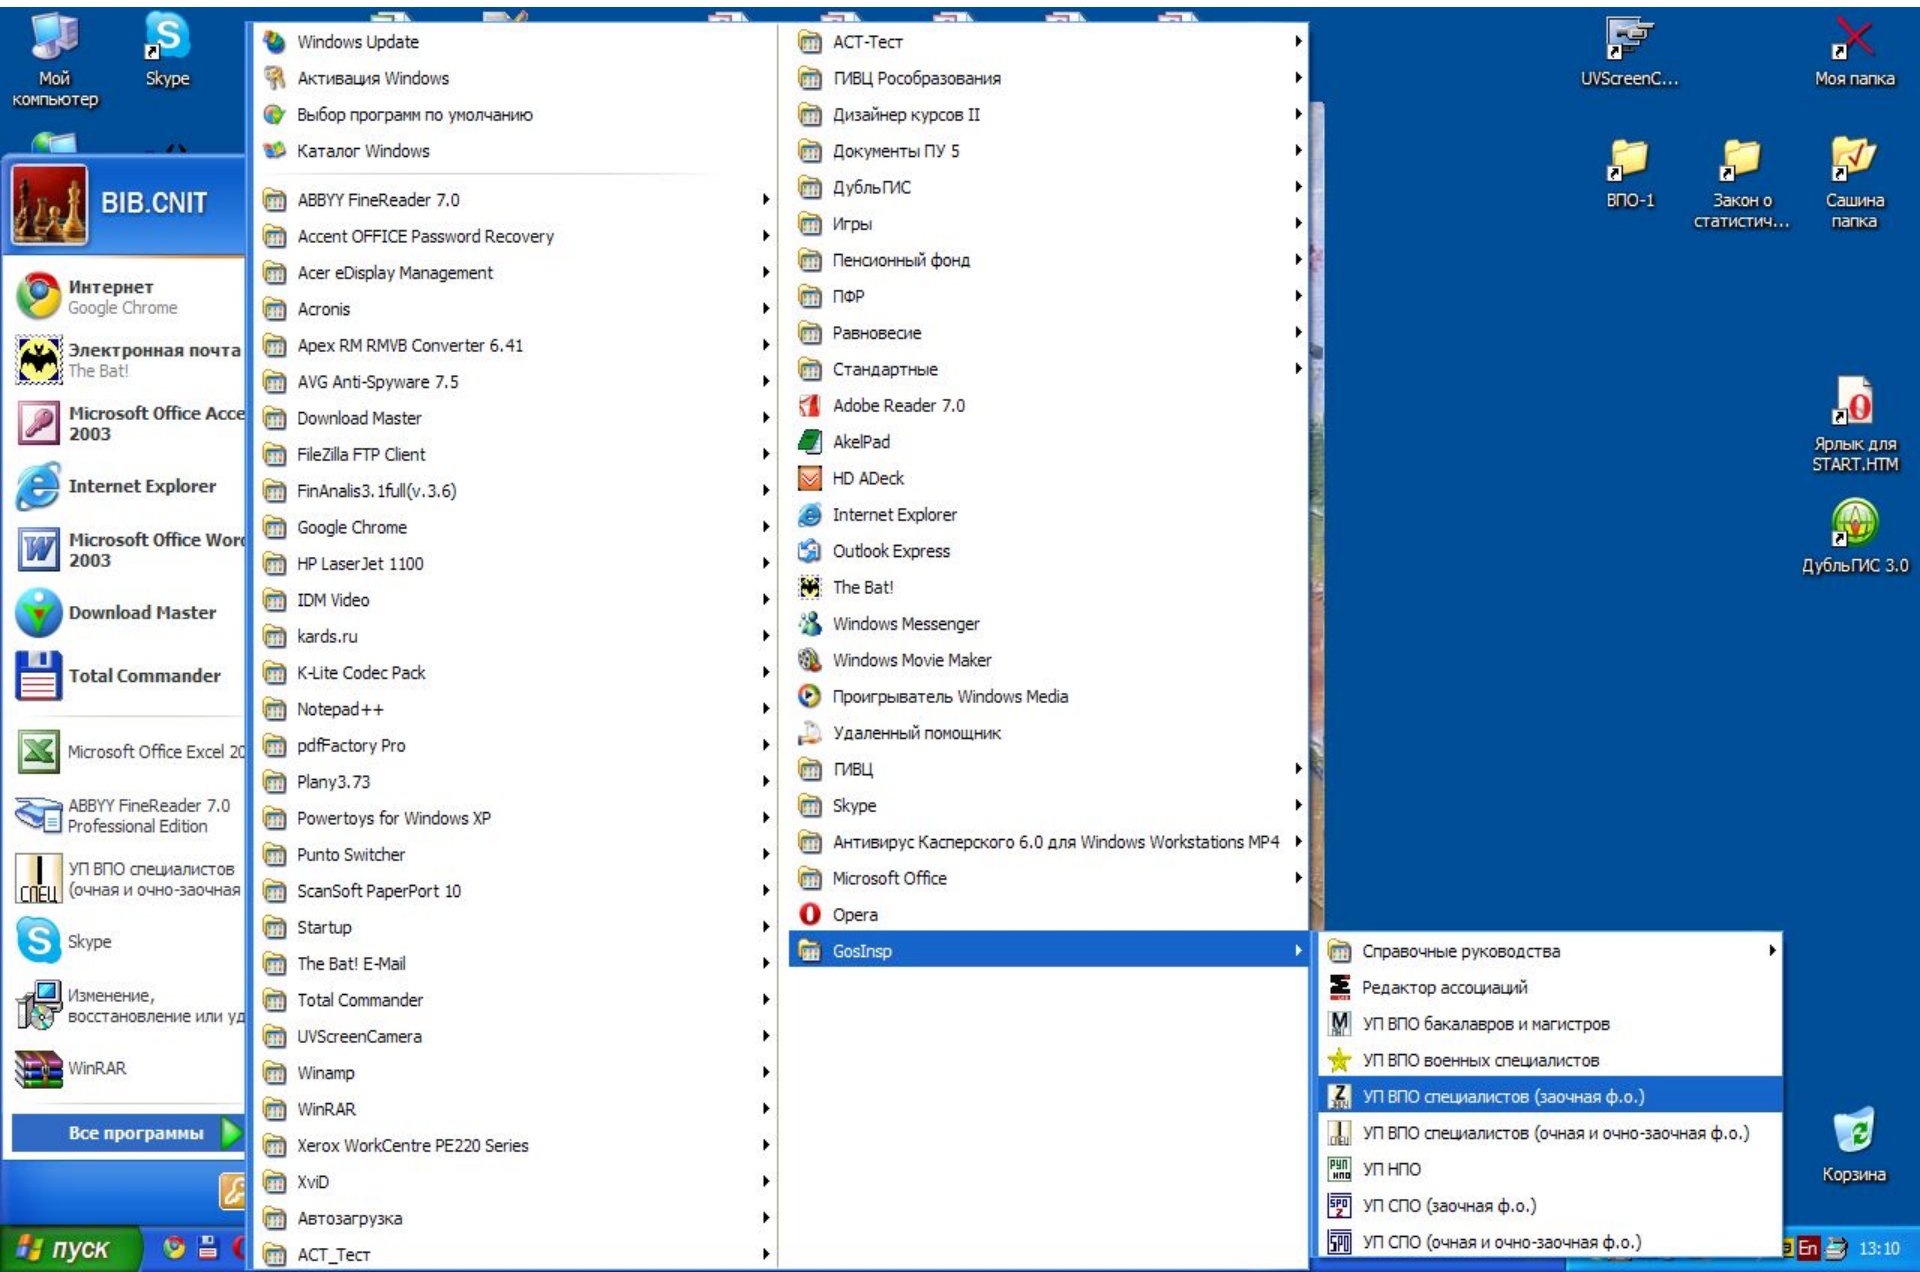 Мой
компьютер
Skype
BIB.CNIT
Интернет
Google Chrome
Электронная почта
The Bat!
Microsoft Office Acce
2003
Internet Explorer
Microsoft Office Word
2003
Download Master
Total Commander
Microsoft Office Excel 20
ABBYY FineReader 7.0
Professional Edition
УП ВПО специалистов
(очная и очно-заочная
СПЕЦ
Skype
Изменение,
восстановление или уд
WinRAR
Все программы
пуск
Windows Update
Активация Windows
Выбор программ по умолчанию
Каталог Windows
ABBYY FineReader 7.0
Accent OFFICE Password Recovery
Acer eDisplay Management
Acronis
Apex RM RMVB Converter 6.41
AVG Anti-Spyware 7.5
Download Master
FileZilla FTP Client
FinAnalis3.1full(v.3.6)
Google Chrome
HP LaserJet 1100
IDM Video
kards.ru
K-Lite Codec Pack
Notepad++
pdfFactory Pro
Plany3.73
Powertoys for Windows XP
Punto Switcher
ScanSoft PaperPort 10
Startup
The Bat! E-Mail
Total Commander
UVScreenCamera
Winamp
WinRAR
Xerox WorkCentre PE220 Series
XviD
Автозагрузка
АСТ_Тест
АСТ-Тест
ГИВЦ Рособразования
Дизайнер курсов II
Документы ПУ 5
ДубльГИС
Игры
Пенсионный фонд
ПФР
Равновесие
Стандартные
Adobe Reader 7.0
AkelPad
HD ADeck
Internet Explorer
Outlook Express
The Bat!
Windows Messenger
Windows Movie Maker
Проигрыватель Windows Media
Удаленный помощник
ГИВЦ
Skype
Антивирус Касперского 6.0 для Windows Workstations MP4
Microsoft Office
Opera
GosInsp
Справочные руководства
Редактор ассоциаций
УП ВПО бакалавров и магистров
УП ВПО военных специалистов
УП ВПО специалистов (заочная ф.о.)
УП ВПО специалистов (очная и очно-заочная ф.о.)
УП НПО
УП СПО (заочная ф.о.)
УП СПО (очная и очно-заочная ф.о.)
UVScreenC...
Моя папка
ВПО-1
Закон о
статистич...
Сашина
папка
Ярлык для
START.HTM
ДубльГИС 3.0
Корзина
En
13:10